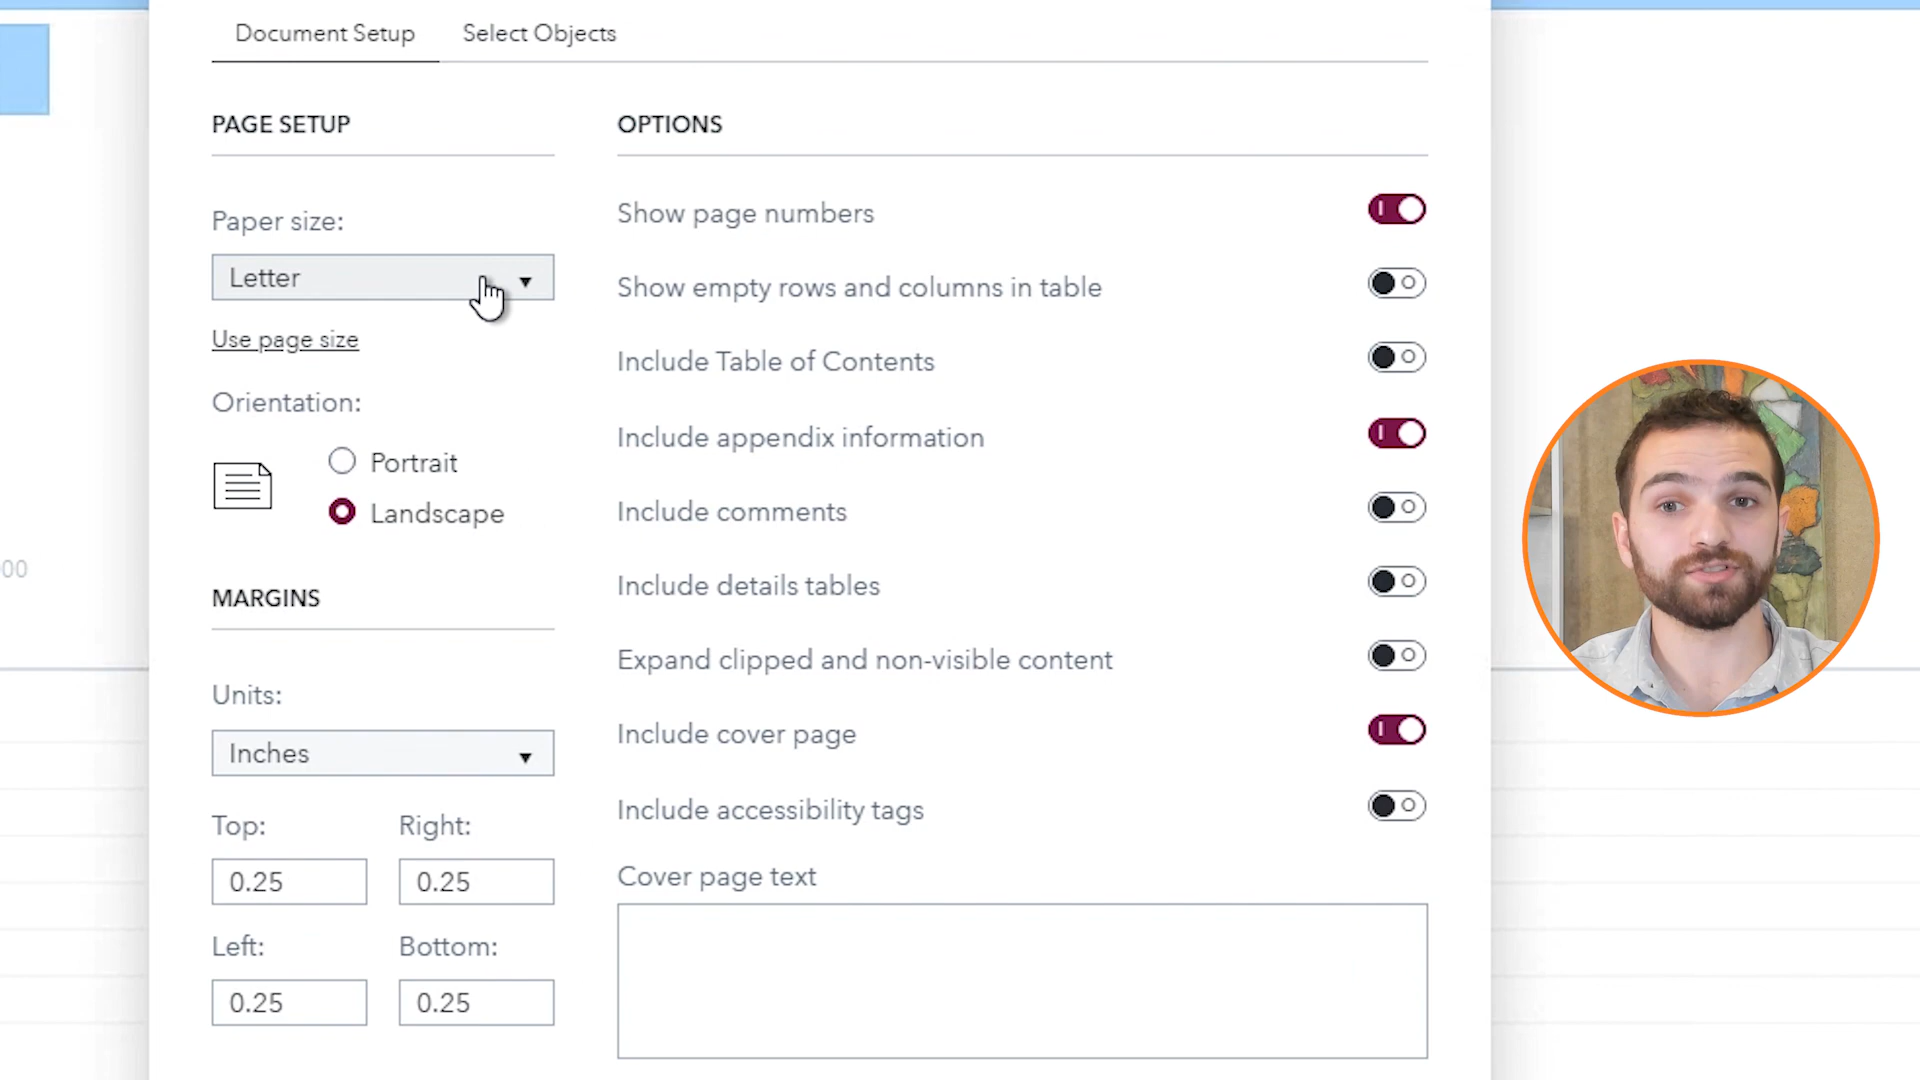 Document Setup
Select Objects
PAGE SETUP
Paper size:
Letter
Use page size
Orientation:
Portrait
Landscape
MARGINS
Units:
Inches
Top:
Right:
0.25
0.25
Left:
Bottom:
0.25
0.25
OPTIONS
Show page numbers
Show empty rows and columns in table
Include Table of Contents
Include appendix information
Include comments
Include details tables
Expand clipped and non-visible content
Include cover page
Include accessibility tags
Cover page text
00